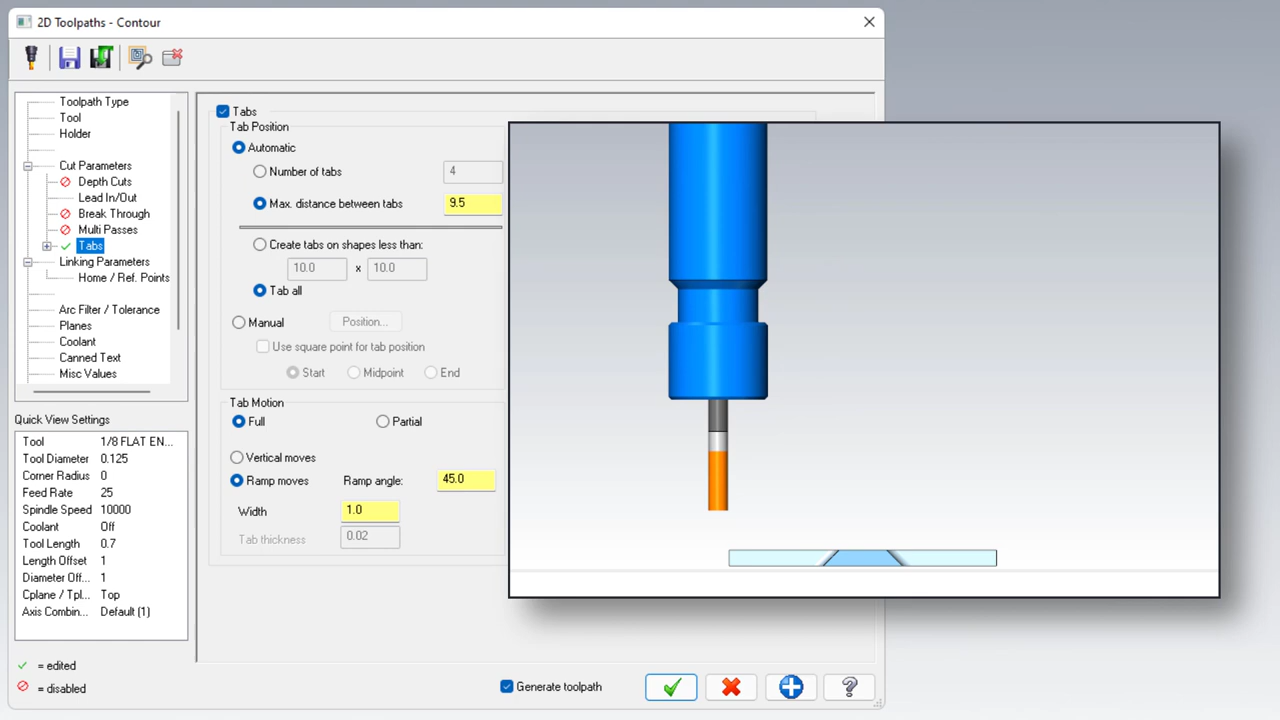 2D Toolpaths - Contour
Toolpath Type
Tool
Holder
Cut Parameters
Depth Cuts
Lead In/Out
Break Through
Multi Passes
Tabs
Linking Parameters
Home / Ref. Points
Arc Filter / Tolerance
Planes
Coolant
Canned Text
Misc Values
Quick View Settings
Tool 1/8 FLAT EN...
Tool Diameter 0.125
Corner Radius 0
Feed Rate 25
Spindle Speed 10000
Coolant Off
Tool Length 0.7
Length Offset 1
Diameter Off... 1
Cplane / Tpl... Top
Axis Combin... Default (1)
= edited
= disabled
Tabs
Tab Position
Automatic
Number of tabs 4
Max. distance between tabs 9.5
Create tabs on shapes less than:
10.0 x 10.0
Tab all
Manual Position...
Use square point for tab position
Start Midpoint End
Tab Motion
Full Partial
Vertical moves
Ramp moves Ramp angle: 45.0
Width 1.0
Tab thickness 0.02
Generate toolpath